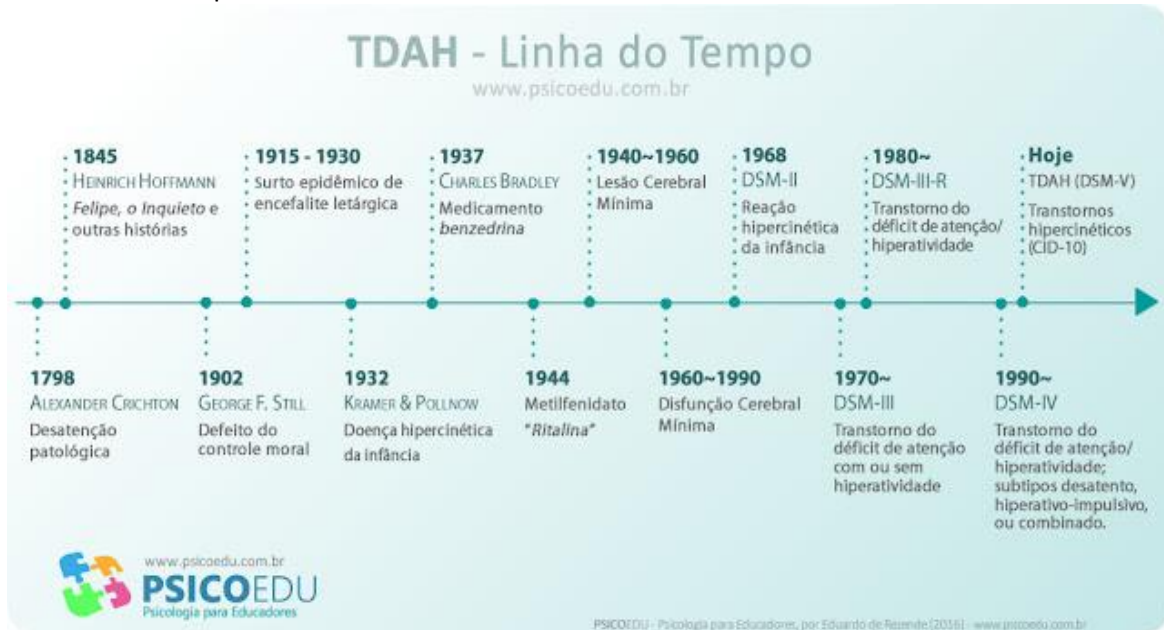 TDAH - Linha do Tempo
www.psicoedu.com.br
1845
HEINRICH HOFFMANN
Felipe, o Inquieto e
outras histórias
1915 - 1930
Surto epidêmico de
encefalite letárgica
1937
CHARLES BRADLEY
Medicamento
benzedrina
1940~1960
Lesão Cerebral
Mínima
1968
DSM-II
Reação
hipercinética
da infância
1980~
DSM-III-R
Transtorno do
déficit de atenção/
hiperatividade
Hoje
TDAH (DSM-V)
Transtornos
hipercinéticos
(CID-10)
1798
ALEXANDER CRICHTON
Desatenção
patológica
1902
GEORGE F. STILL
Defeito do
controle moral
1932
KRAMER & POLLNOW
Doença hipercinética
da infância
1944
Metilfenidato
"Ritalina"
1960~1990
Disfunção Cerebral
Mínima
1970~
DSM-III
Transtorno do
déficit de atenção
com ou sem
hiperatividade
1990~
DSM-IV
Transtorno do
déficit de atenção/
hiperatividade;
subtipos desatento,
hiperativo-impulsivo,
ou combinado.
www.psicoedu.com.br
PSICOEDU
Psicologia para Educadores
PSICOEDU - Psicologia para Educadores, por Eduardo de Rezende (2016) - www.psicoedu.com.br